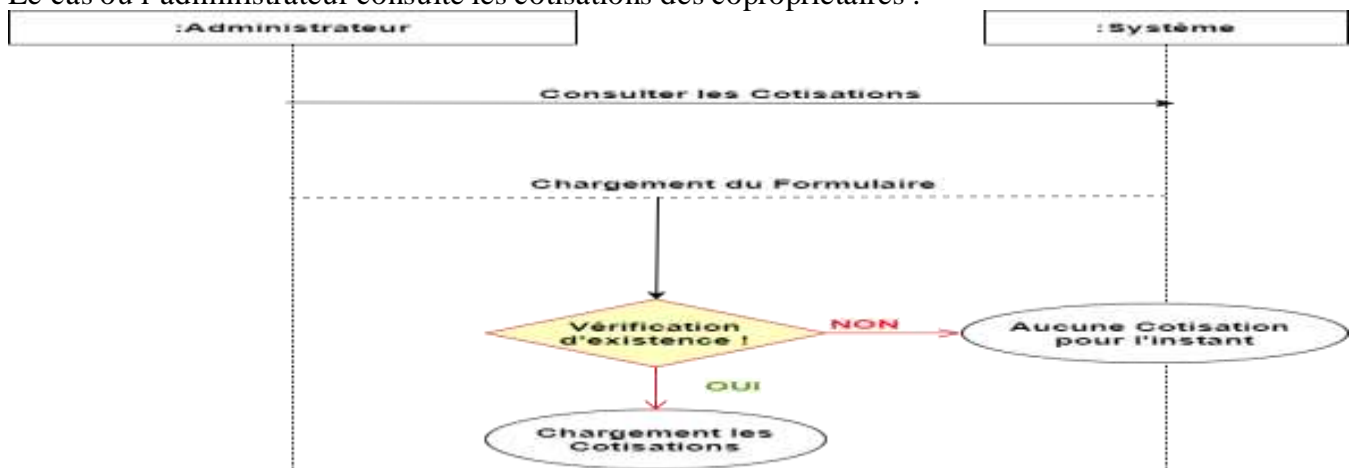 Le cas où l'administrateur consulte les cotisations des copropriétaires :
:Administrateur
:Système
Consulter les Cotisations
Chargement du Formulaire
Vérification
d'existence !
NON
Aucune Cotisation
pour l'instant
OUI
Chargement les
Cotisations